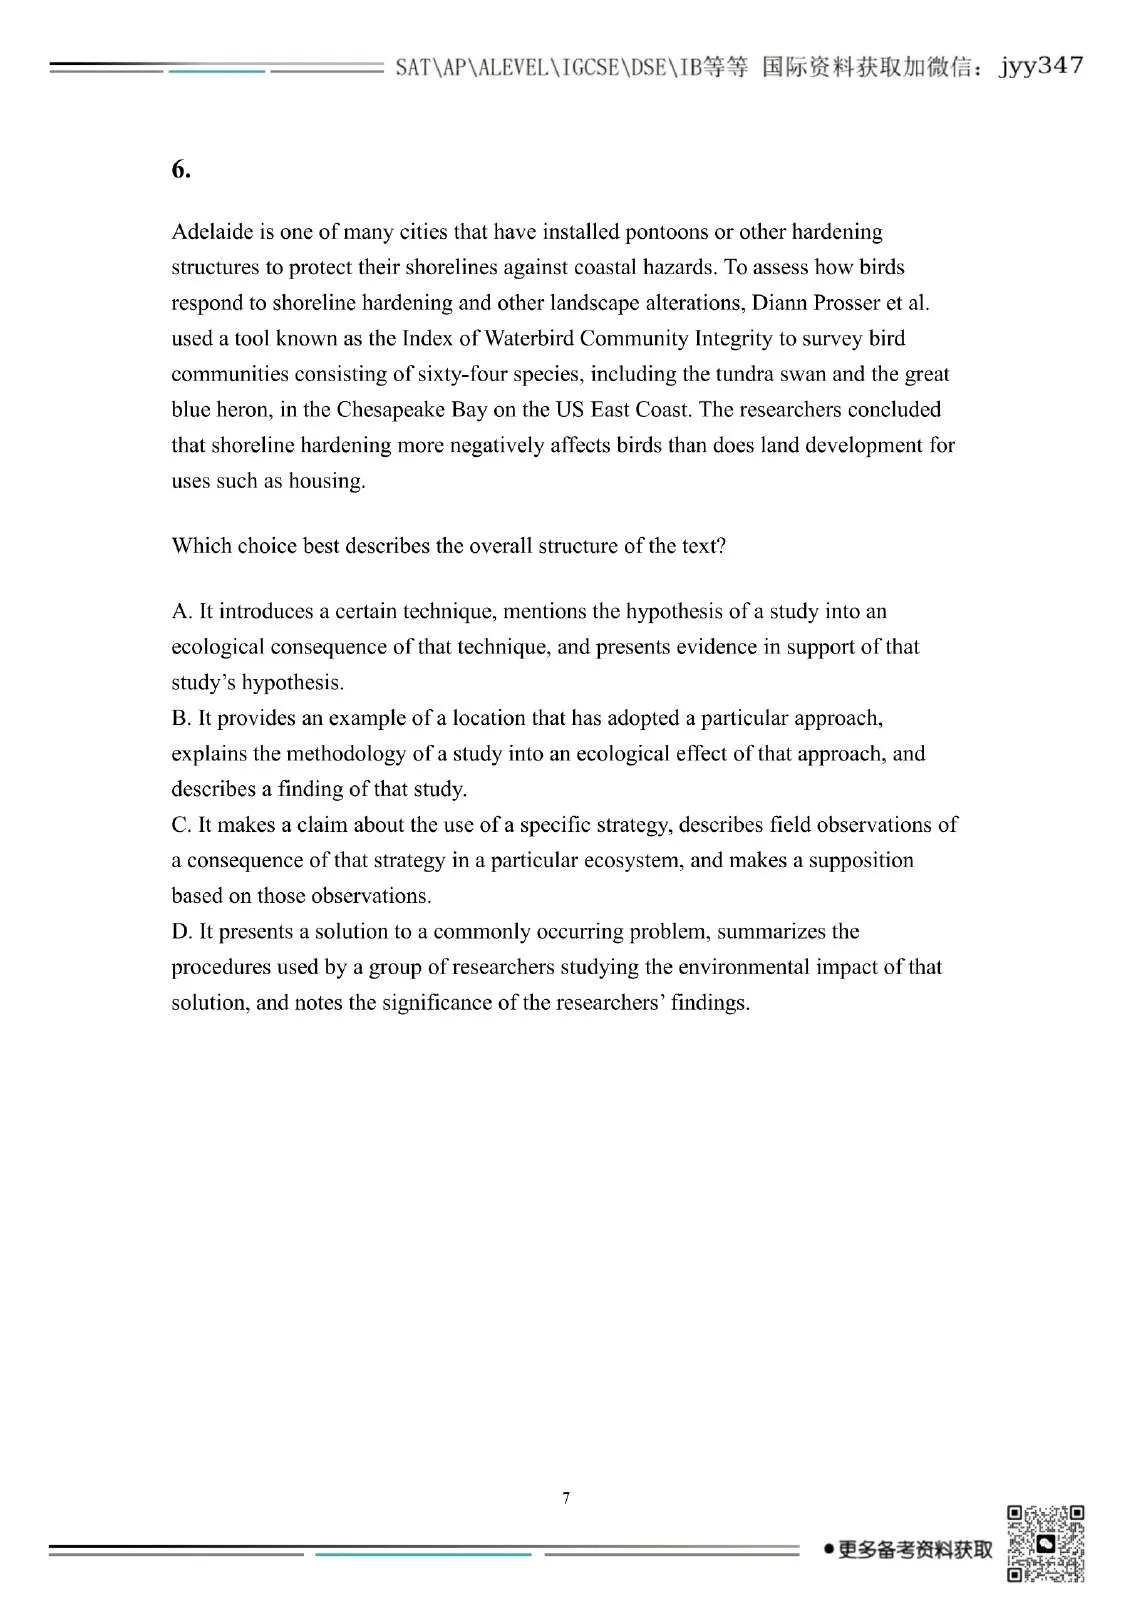 SAT\AP\ALEVEL\IGCSE\DSE\IB等等 国际资料获取加微信: jyy347
6.
Adelaide is one of many cities that have installed pontoons or other hardening
structures to protect their shorelines against coastal hazards. To assess how birds
respond to shoreline hardening and other landscape alterations, Diann Prosser et al.
used a tool known as the Index of Waterbird Community Integrity to survey bird
communities consisting of sixty-four species, including the tundra swan and the great
blue heron, in the Chesapeake Bay on the US East Coast. The researchers concluded
that shoreline hardening more negatively affects birds than does land development for
uses such as housing.
Which choice best describes the overall structure of the text?
A. It introduces a certain technique, mentions the hypothesis of a study into an
ecological consequence of that technique, and presents evidence in support of that
study’s hypothesis.
B. It provides an example of a location that has adopted a particular approach,
explains the methodology of a study into an ecological effect of that approach, and
describes a finding of that study.
C. It makes a claim about the use of a specific strategy, describes field observations of
a consequence of that strategy in a particular ecosystem, and makes a supposition
based on those observations.
D. It presents a solution to a commonly occurring problem, summarizes the
procedures used by a group of researchers studying the environmental impact of that
solution, and notes the significance of the researchers’ findings.
7
●更多备考资料获取